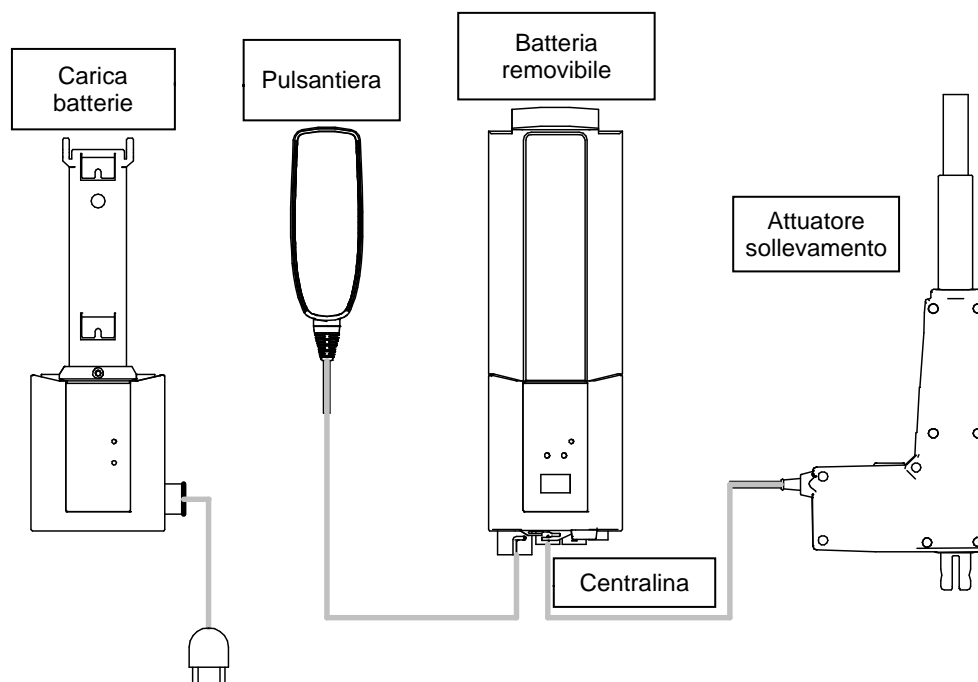 Carica
batterie
Pulsantiera
Batteria
removibile
Attuatore
sollevamento
Centralina